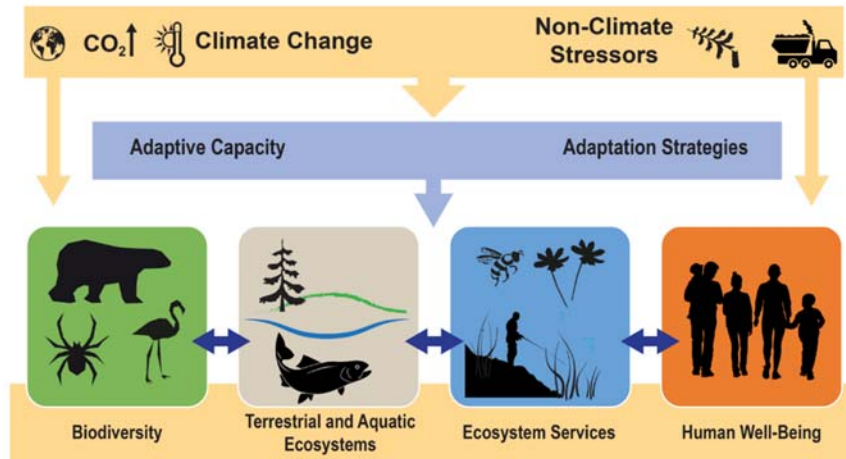 CO₂ Climate Change
Non-Climate
Stressors
Adaptive Capacity
Adaptation Strategies
Biodiversity
Terrestrial and Aquatic
Ecosystems
Ecosystem Services
Human Well-Being